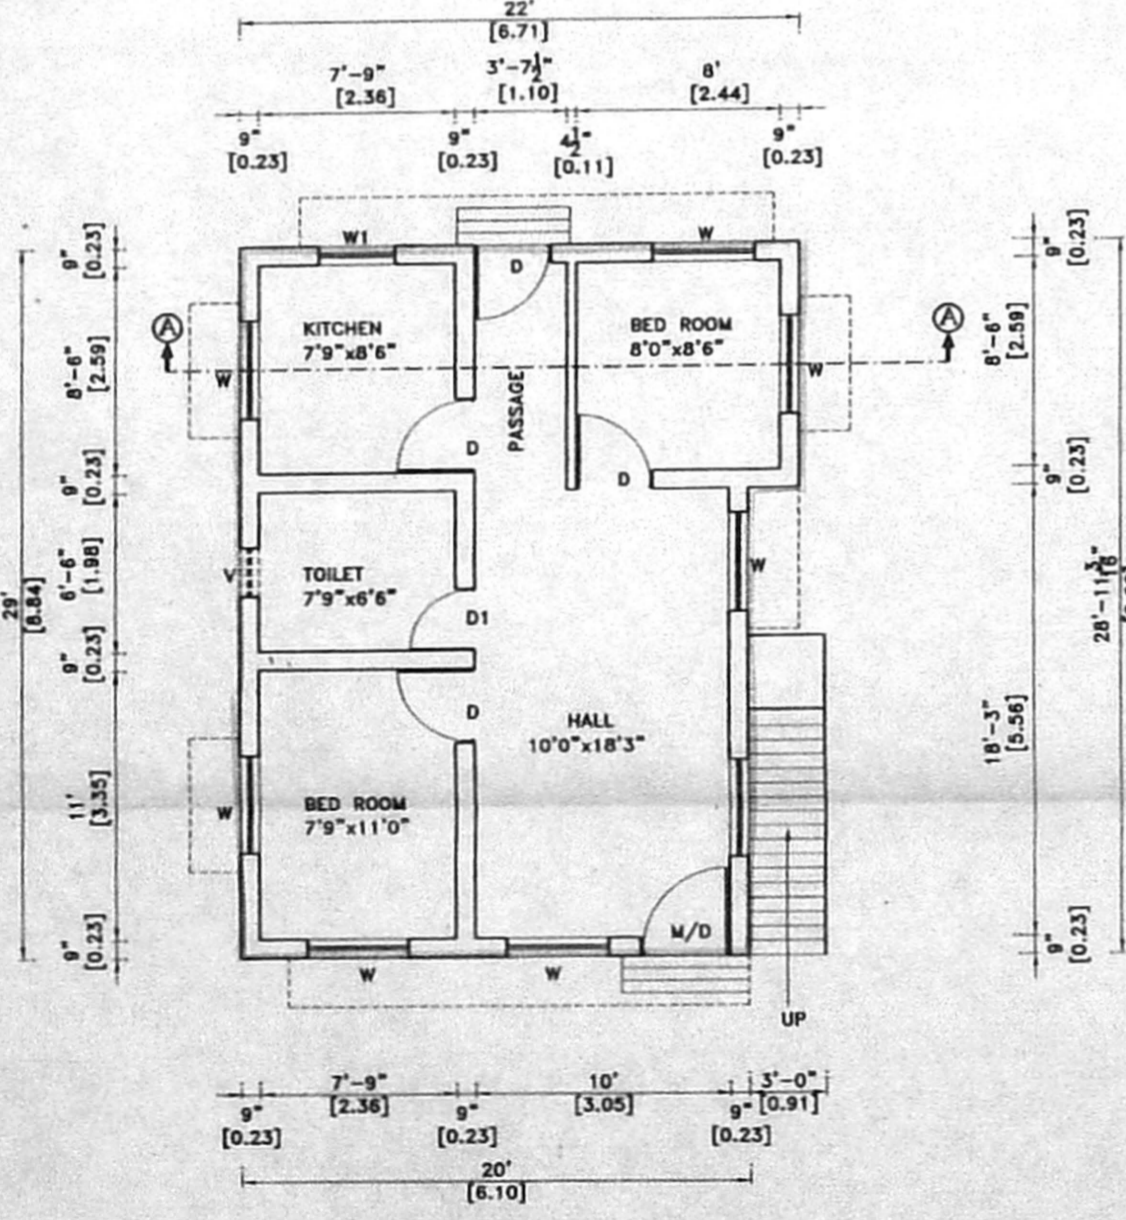 22'
[6.71]
7'-9"
[2.36]
3'-7½"
[1.10]
8'
[2.44]
9"
[0.23]
9"
[0.23]
4½"
[0.11]
9"
[0.23]
W1
W
D
KITCHEN
7'9"x8'6"
BED ROOM
8'0"x8'6"
A
A
W
W
PASSAGE
D
D
9"
[0.23]
8'-6"
[2.59]
9"
[0.23]
6'-6"
[1.98]
9"
[0.23]
11'
[3.35]
9"
[0.23]
29'
[8.84]
9"
[0.23]
8'-6"
[2.59]
9"
[0.23]
18'-3"
[5.56]
9"
[0.23]
V
TOILET
7'9"x6'6"
D1
W
D
HALL
10'0"x18'3"
W
BED ROOM
7'9"x11'0"
M/D
W
W
UP
7'-9"
[2.36]
10'
[3.05]
3'-0"
[0.91]
9"
[0.23]
9"
[0.23]
9"
[0.23]
20'
[6.10]